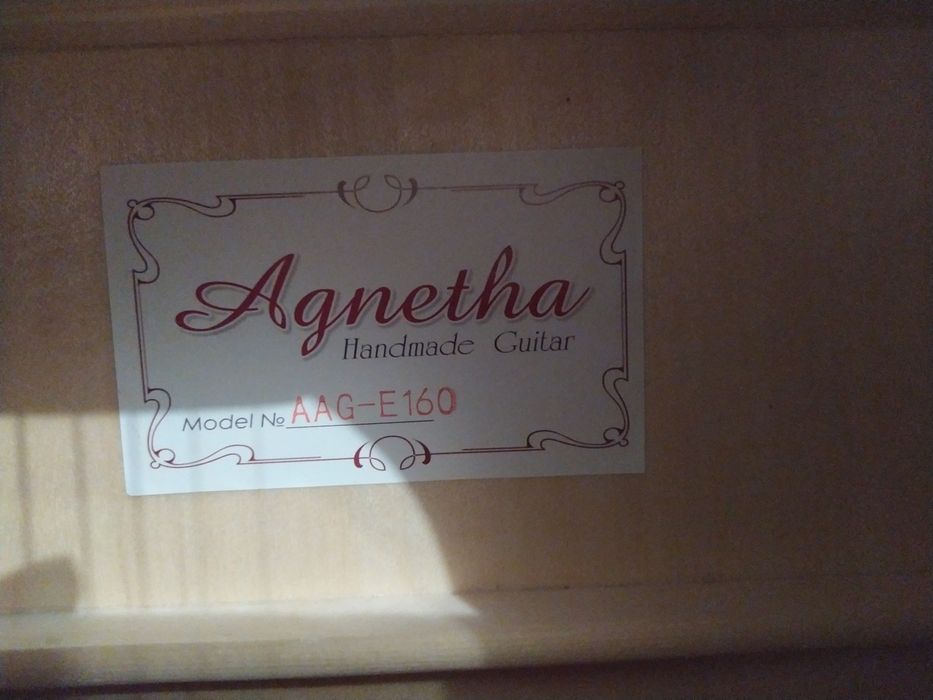 Agnetha
Handmade Guitar
Model № AAG-E160